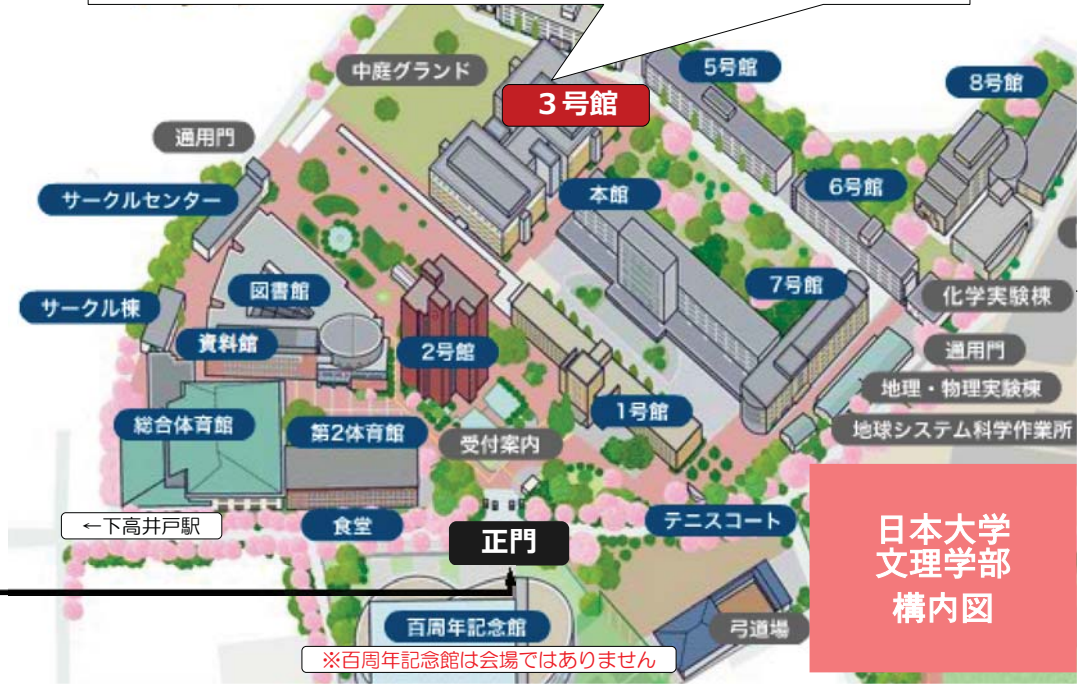 中庭グランド
5号館
8号館
3号館
通用門
サークルセンター
本館
6号館
図書館
7号館
化学実験棟
サークル棟
資料館
2号館
通用門
地理・物理実験棟
総合体育館
第2体育館
1号館
地球システム科学作業所
受付案内
←下高井戸駅
食堂
正門
テニスコート
日本大学
文理学部
構内図
百周年記念館
弓道場
※百周年記念館は会場ではありません